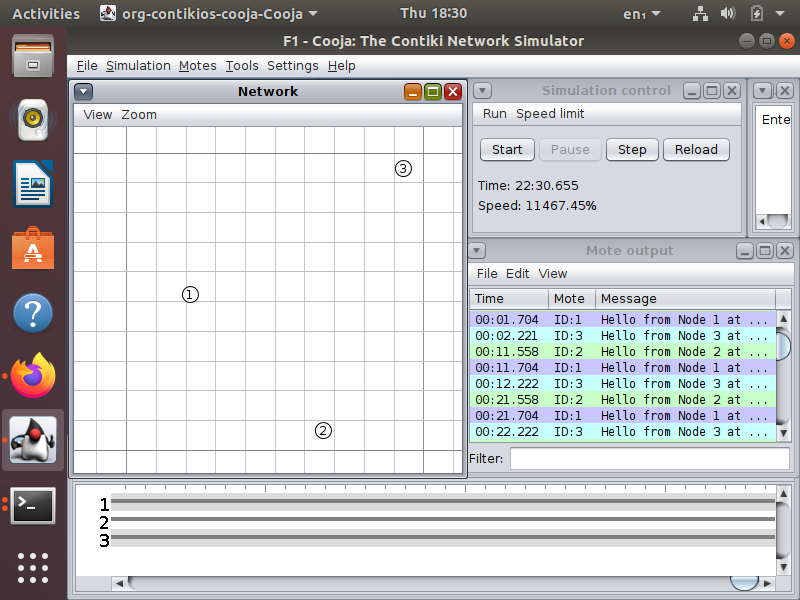 Activities org-contikios-cooja-Cooja Thu 18:30 en₁
F1 - Cooja: The Contiki Network Simulator
File Simulation Motes Tools Settings Help
Network
View Zoom
3
1
2
Simulation control
Run Speed limit
Start Pause Step Reload
Time: 22:30.655
Speed: 11467.45%
Ente
Mote output
File Edit View
Time Mote Message
00:01.704 ID:1 Hello from Node 1 at ...
00:02.221 ID:3 Hello from Node 3 at ...
00:11.558 ID:2 Hello from Node 2 at ...
00:11.704 ID:1 Hello from Node 1 at ...
00:12.222 ID:3 Hello from Node 3 at ...
00:21.558 ID:2 Hello from Node 2 at ...
00:21.704 ID:1 Hello from Node 1 at ...
00:22.222 ID:3 Hello from Node 3 at ...
Filter:
1
2
3